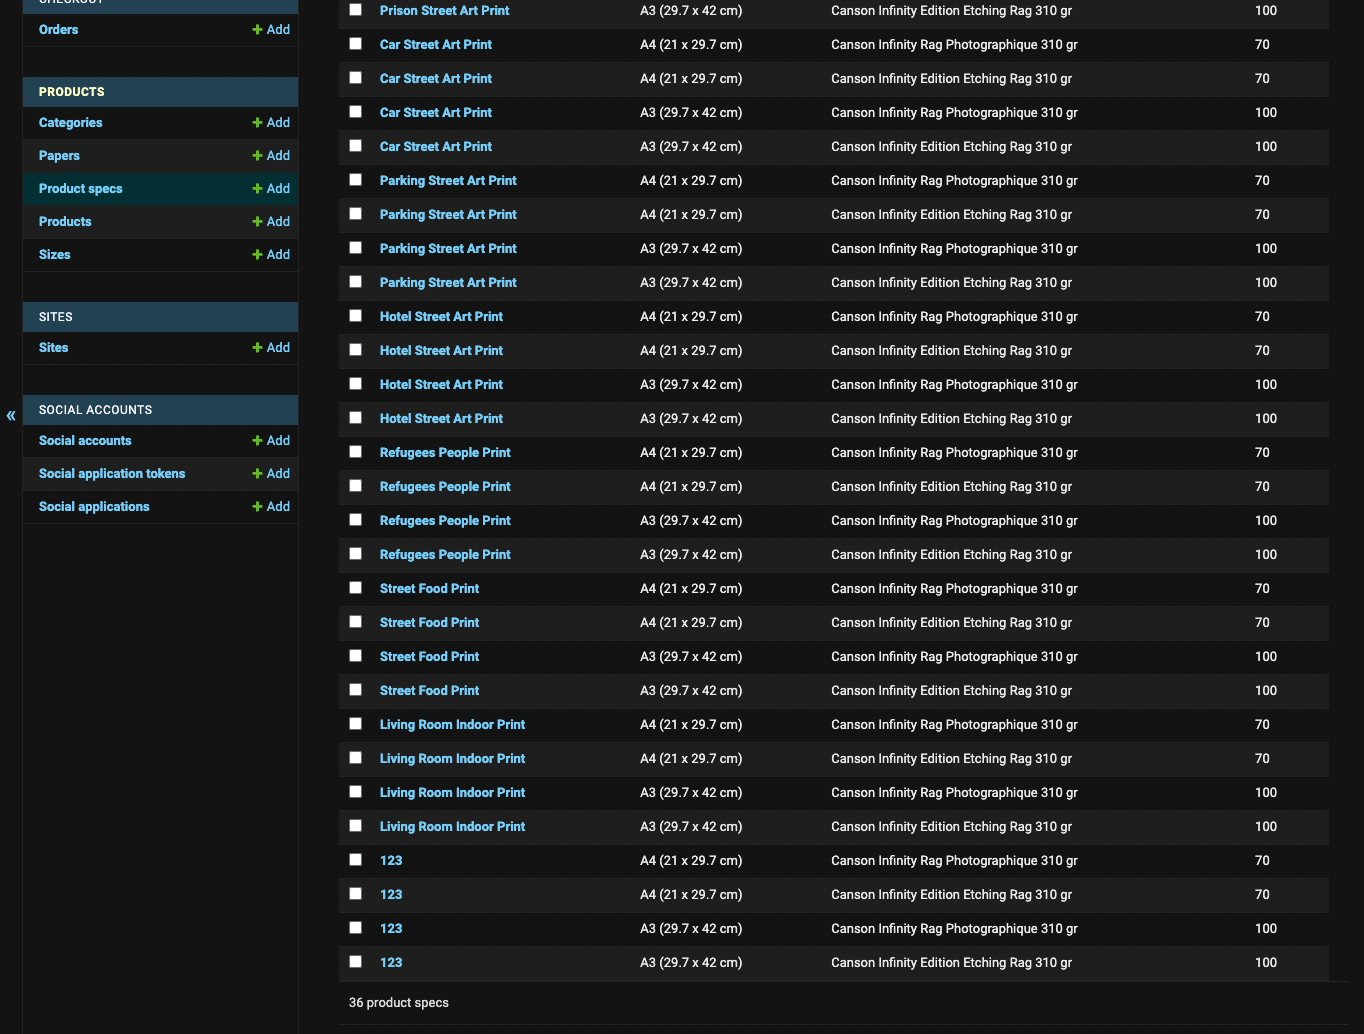 CHECKOUT
Orders + Add
PRODUCTS
Categories + Add
Papers + Add
Product specs + Add
Products + Add
Sizes + Add
SITES
Sites + Add
«
SOCIAL ACCOUNTS
Social accounts + Add
Social application tokens + Add
Social applications + Add
Prison Street Art Print A3 (29.7 x 42 cm) Canson Infinity Edition Etching Rag 310 gr 100
Car Street Art Print A4 (21 x 29.7 cm) Canson Infinity Rag Photographique 310 gr 70
Car Street Art Print A4 (21 x 29.7 cm) Canson Infinity Edition Etching Rag 310 gr 70
Car Street Art Print A3 (29.7 x 42 cm) Canson Infinity Rag Photographique 310 gr 100
Car Street Art Print A3 (29.7 x 42 cm) Canson Infinity Edition Etching Rag 310 gr 100
Parking Street Art Print A4 (21 x 29.7 cm) Canson Infinity Rag Photographique 310 gr 70
Parking Street Art Print A4 (21 x 29.7 cm) Canson Infinity Edition Etching Rag 310 gr 70
Parking Street Art Print A3 (29.7 x 42 cm) Canson Infinity Rag Photographique 310 gr 100
Parking Street Art Print A3 (29.7 x 42 cm) Canson Infinity Edition Etching Rag 310 gr 100
Hotel Street Art Print A4 (21 x 29.7 cm) Canson Infinity Rag Photographique 310 gr 70
Hotel Street Art Print A4 (21 x 29.7 cm) Canson Infinity Edition Etching Rag 310 gr 70
Hotel Street Art Print A3 (29.7 x 42 cm) Canson Infinity Rag Photographique 310 gr 100
Hotel Street Art Print A3 (29.7 x 42 cm) Canson Infinity Edition Etching Rag 310 gr 100
Refugees People Print A4 (21 x 29.7 cm) Canson Infinity Rag Photographique 310 gr 70
Refugees People Print A4 (21 x 29.7 cm) Canson Infinity Edition Etching Rag 310 gr 70
Refugees People Print A3 (29.7 x 42 cm) Canson Infinity Rag Photographique 310 gr 100
Refugees People Print A3 (29.7 x 42 cm) Canson Infinity Edition Etching Rag 310 gr 100
Street Food Print A4 (21 x 29.7 cm) Canson Infinity Rag Photographique 310 gr 70
Street Food Print A4 (21 x 29.7 cm) Canson Infinity Edition Etching Rag 310 gr 70
Street Food Print A3 (29.7 x 42 cm) Canson Infinity Rag Photographique 310 gr 100
Street Food Print A3 (29.7 x 42 cm) Canson Infinity Edition Etching Rag 310 gr 100
Living Room Indoor Print A4 (21 x 29.7 cm) Canson Infinity Rag Photographique 310 gr 70
Living Room Indoor Print A4 (21 x 29.7 cm) Canson Infinity Edition Etching Rag 310 gr 70
Living Room Indoor Print A3 (29.7 x 42 cm) Canson Infinity Rag Photographique 310 gr 100
Living Room Indoor Print A3 (29.7 x 42 cm) Canson Infinity Edition Etching Rag 310 gr 100
123 A4 (21 x 29.7 cm) Canson Infinity Rag Photographique 310 gr 70
123 A4 (21 x 29.7 cm) Canson Infinity Edition Etching Rag 310 gr 70
123 A3 (29.7 x 42 cm) Canson Infinity Rag Photographique 310 gr 100
123 A3 (29.7 x 42 cm) Canson Infinity Edition Etching Rag 310 gr 100
36 product specs